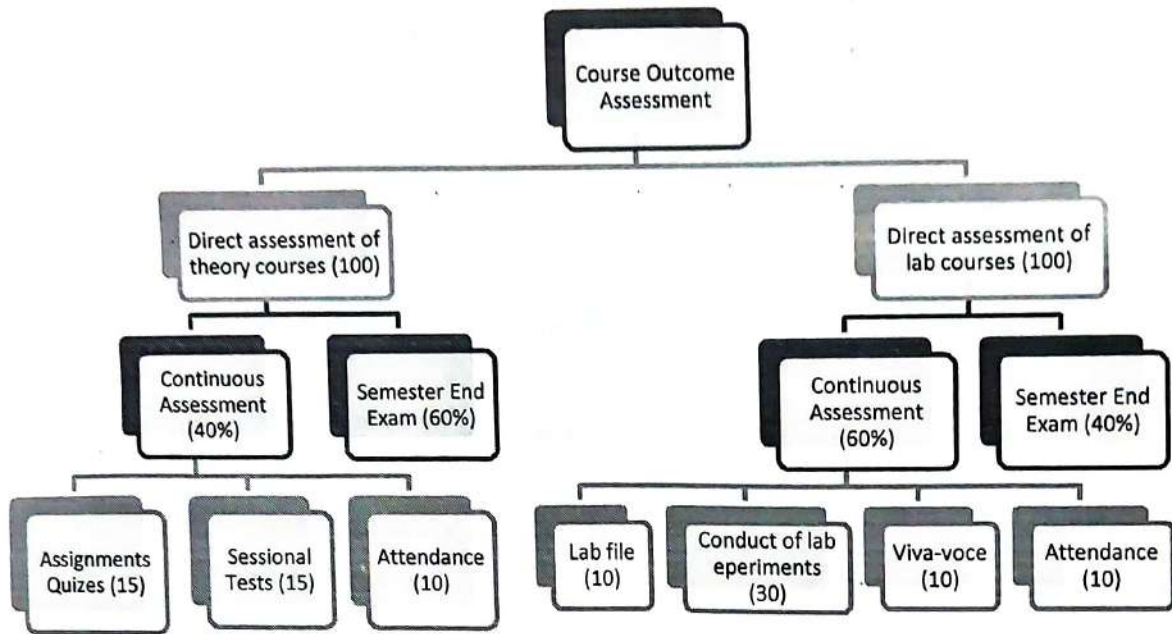 Course Outcome
Assessment
Direct assessment of
theory courses (100)
Direct assessment of
lab courses (100)
Continuous
Assessment
(40%)
Semester End
Exam (60%)
Continuous
Assessment
(60%)
Semester End
Exam (40%)
Assignments
Quizes (15)
Sessional
Tests (15)
Attendance
(10)
Lab file
(10)
Conduct of lab
eperiments
(30)
Viva-voce
(10)
Attendance
(10)